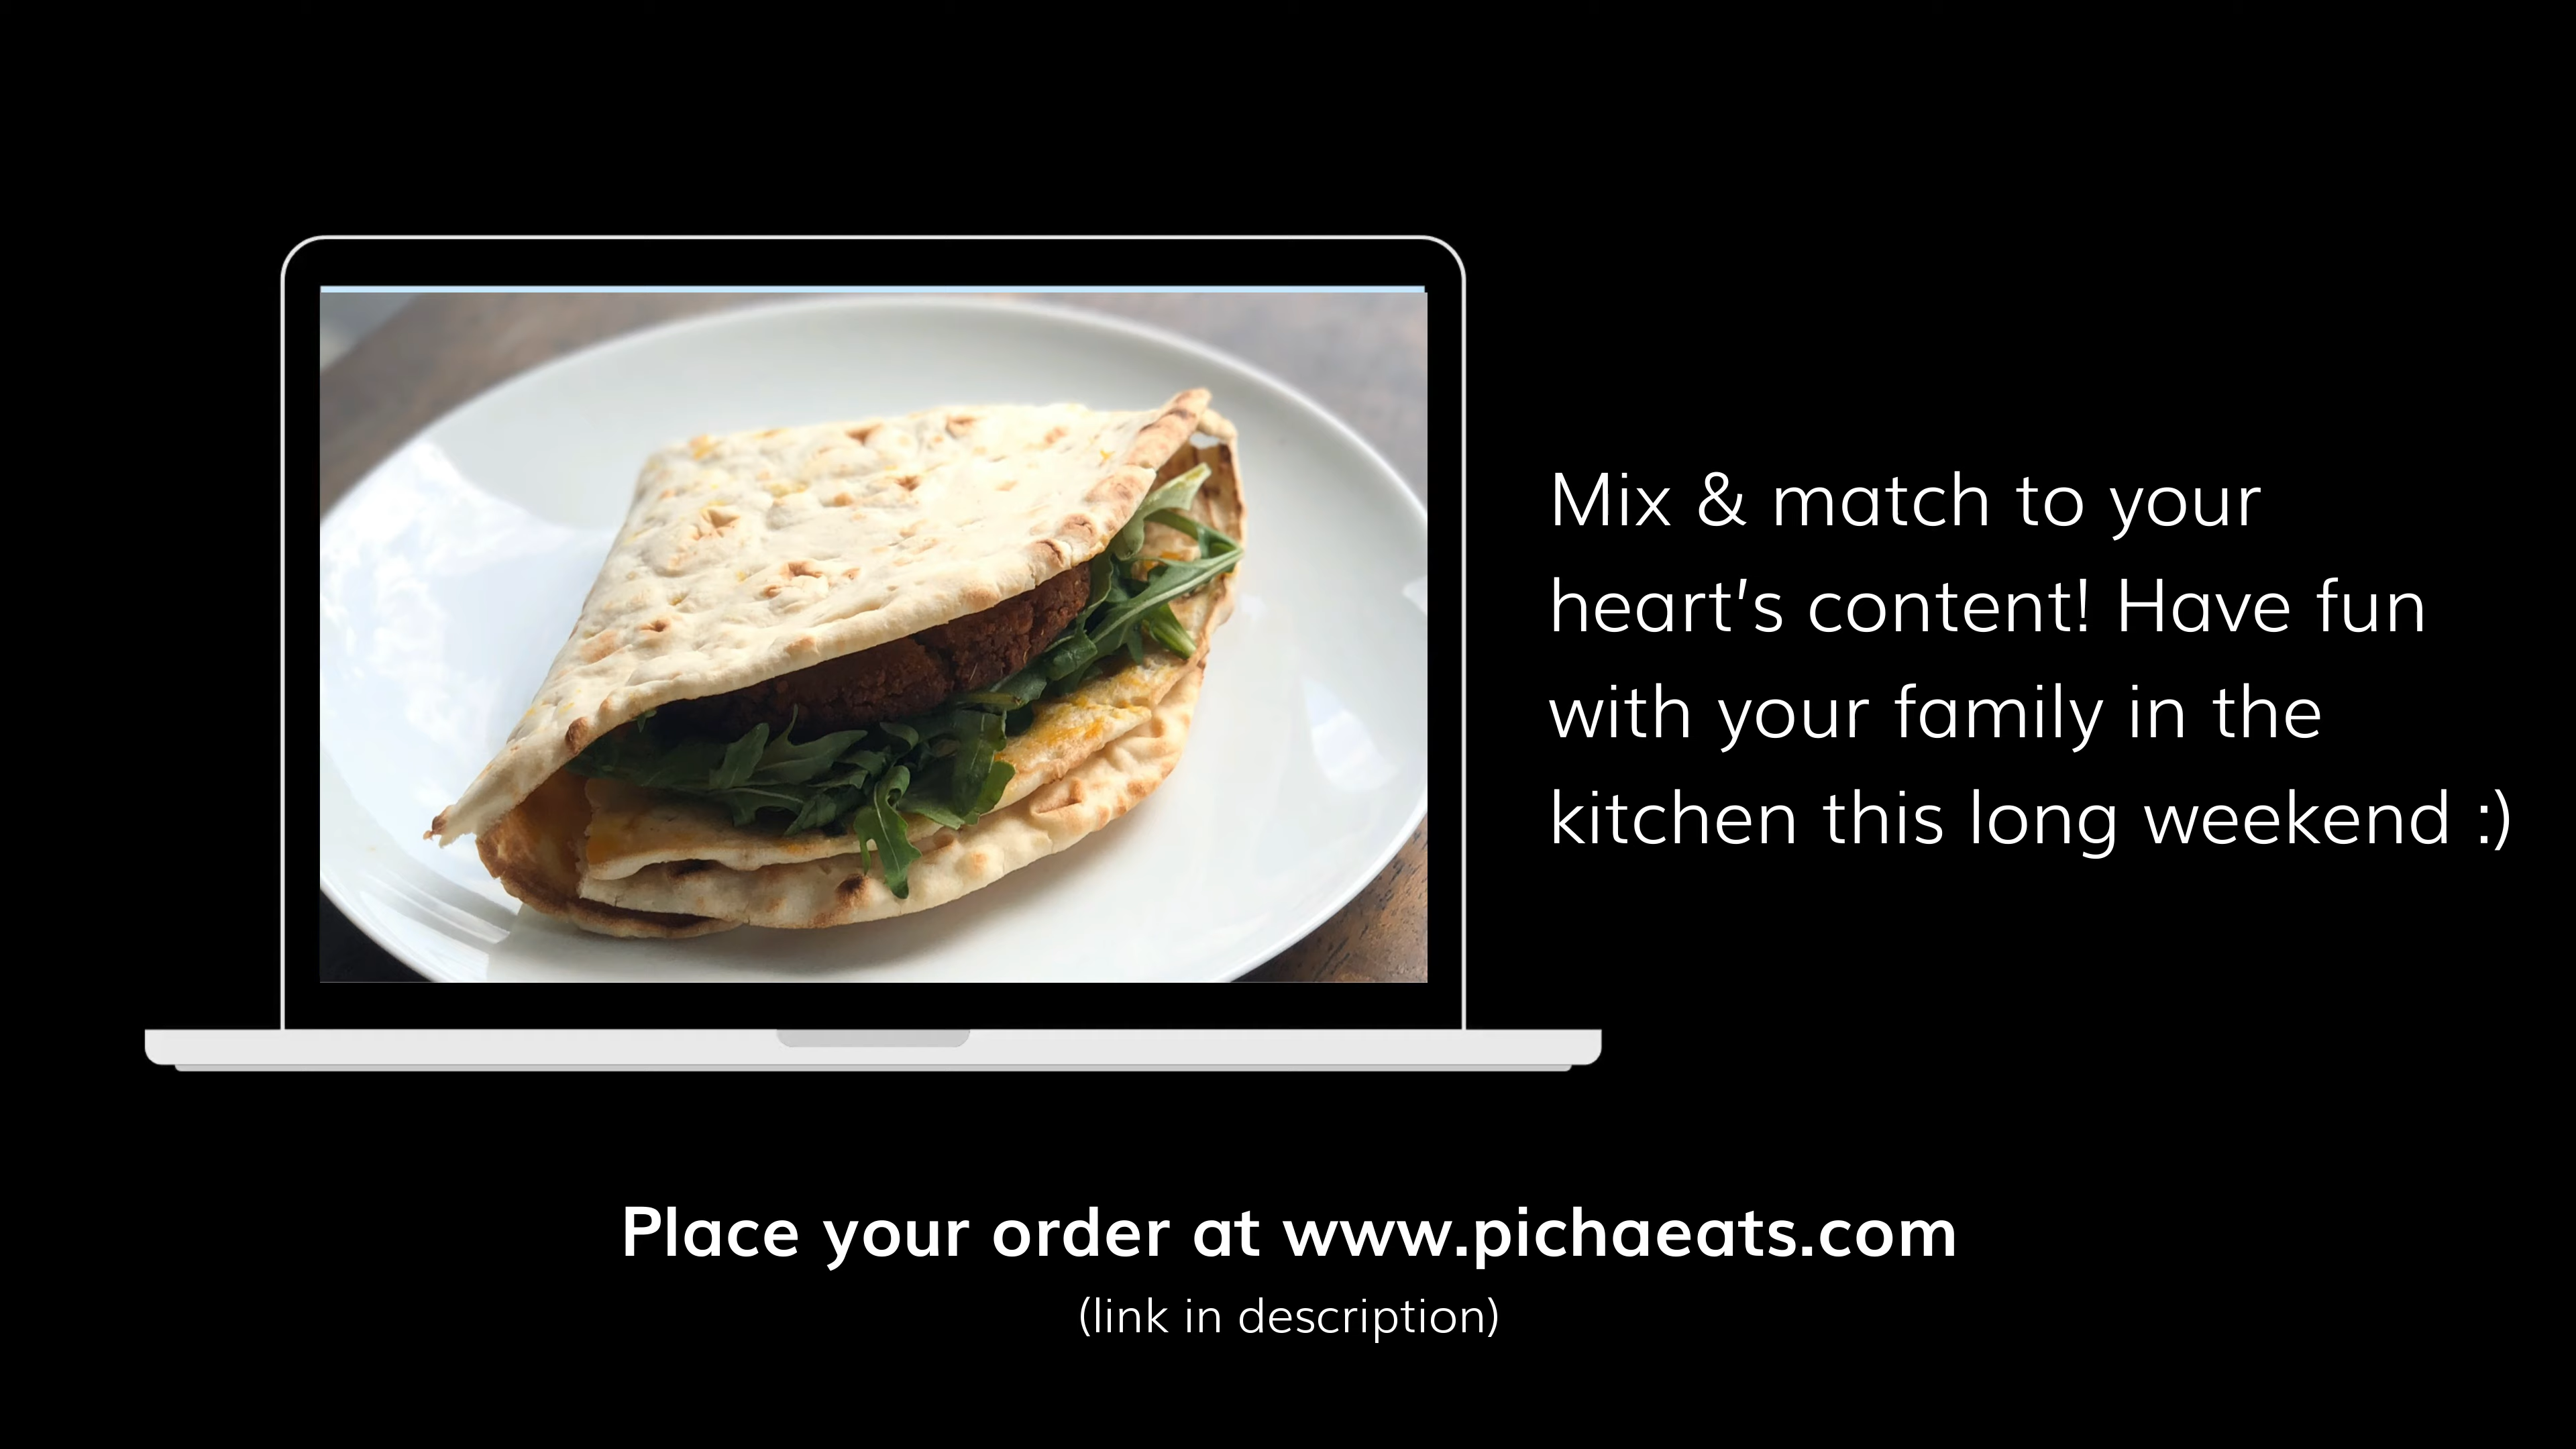 Mix & match to your
heart's content! Have fun
with your family in the
kitchen this long weekend :)
Place your order at www.pichaeats.com
(link in description)